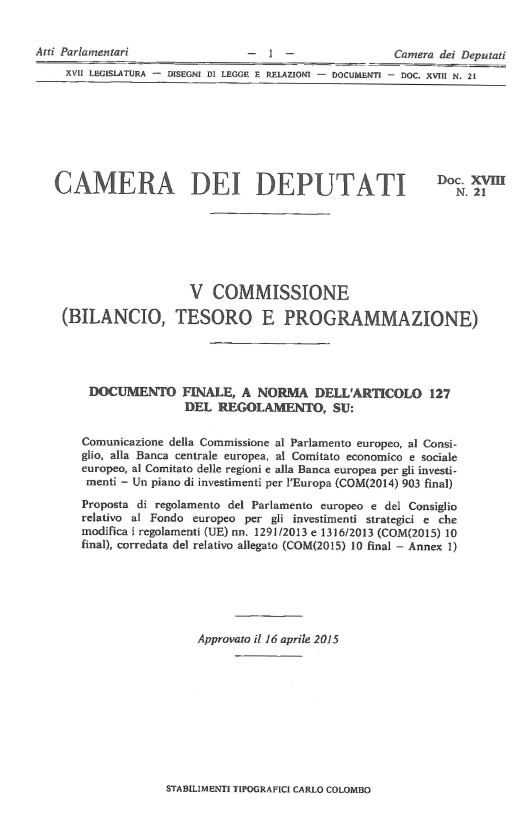 Atti Parlamentari — 1 — Camera dei Deputati
XVII LEGISLATURA — DISEGNI DI LEGGE E RELAZIONI — DOCUMENTI — DOC. XVIII N. 21
CAMERA DEI DEPUTATI Doc. XVIII
N. 21
V COMMISSIONE
(BILANCIO, TESORO E PROGRAMMAZIONE)
DOCUMENTO FINALE, A NORMA DELL'ARTICOLO 127
DEL REGOLAMENTO, SU:
Comunicazione della Commissione al Parlamento europeo, al Consi-
glio, alla Banca centrale europea, al Comitato economico e sociale
europeo, al Comitato delle regioni e alla Banca europea per gli investi-
menti — Un piano di investimenti per l'Europa (COM(2014) 903 final)
Proposta di regolamento del Parlamento europeo e del Consiglio
relativo al Fondo europeo per gli investimenti strategici e che
modifica i regolamenti (UE) nn. 1291/2013 e 1316/2013 (COM(2015) 10
final), corredata del relativo allegato (COM(2015) 10 final — Annex 1)
Approvato il 16 aprile 2015
STABILIMENTI TIPOGRAFICI CARLO COLOMBO